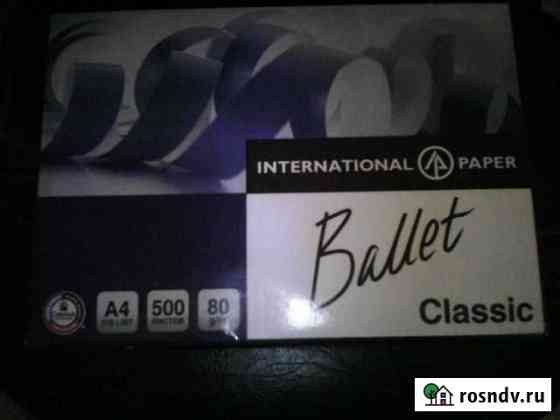 INTERNATIONAL PAPER
Ballet
Classic
A4
500
80
rosndv.ru